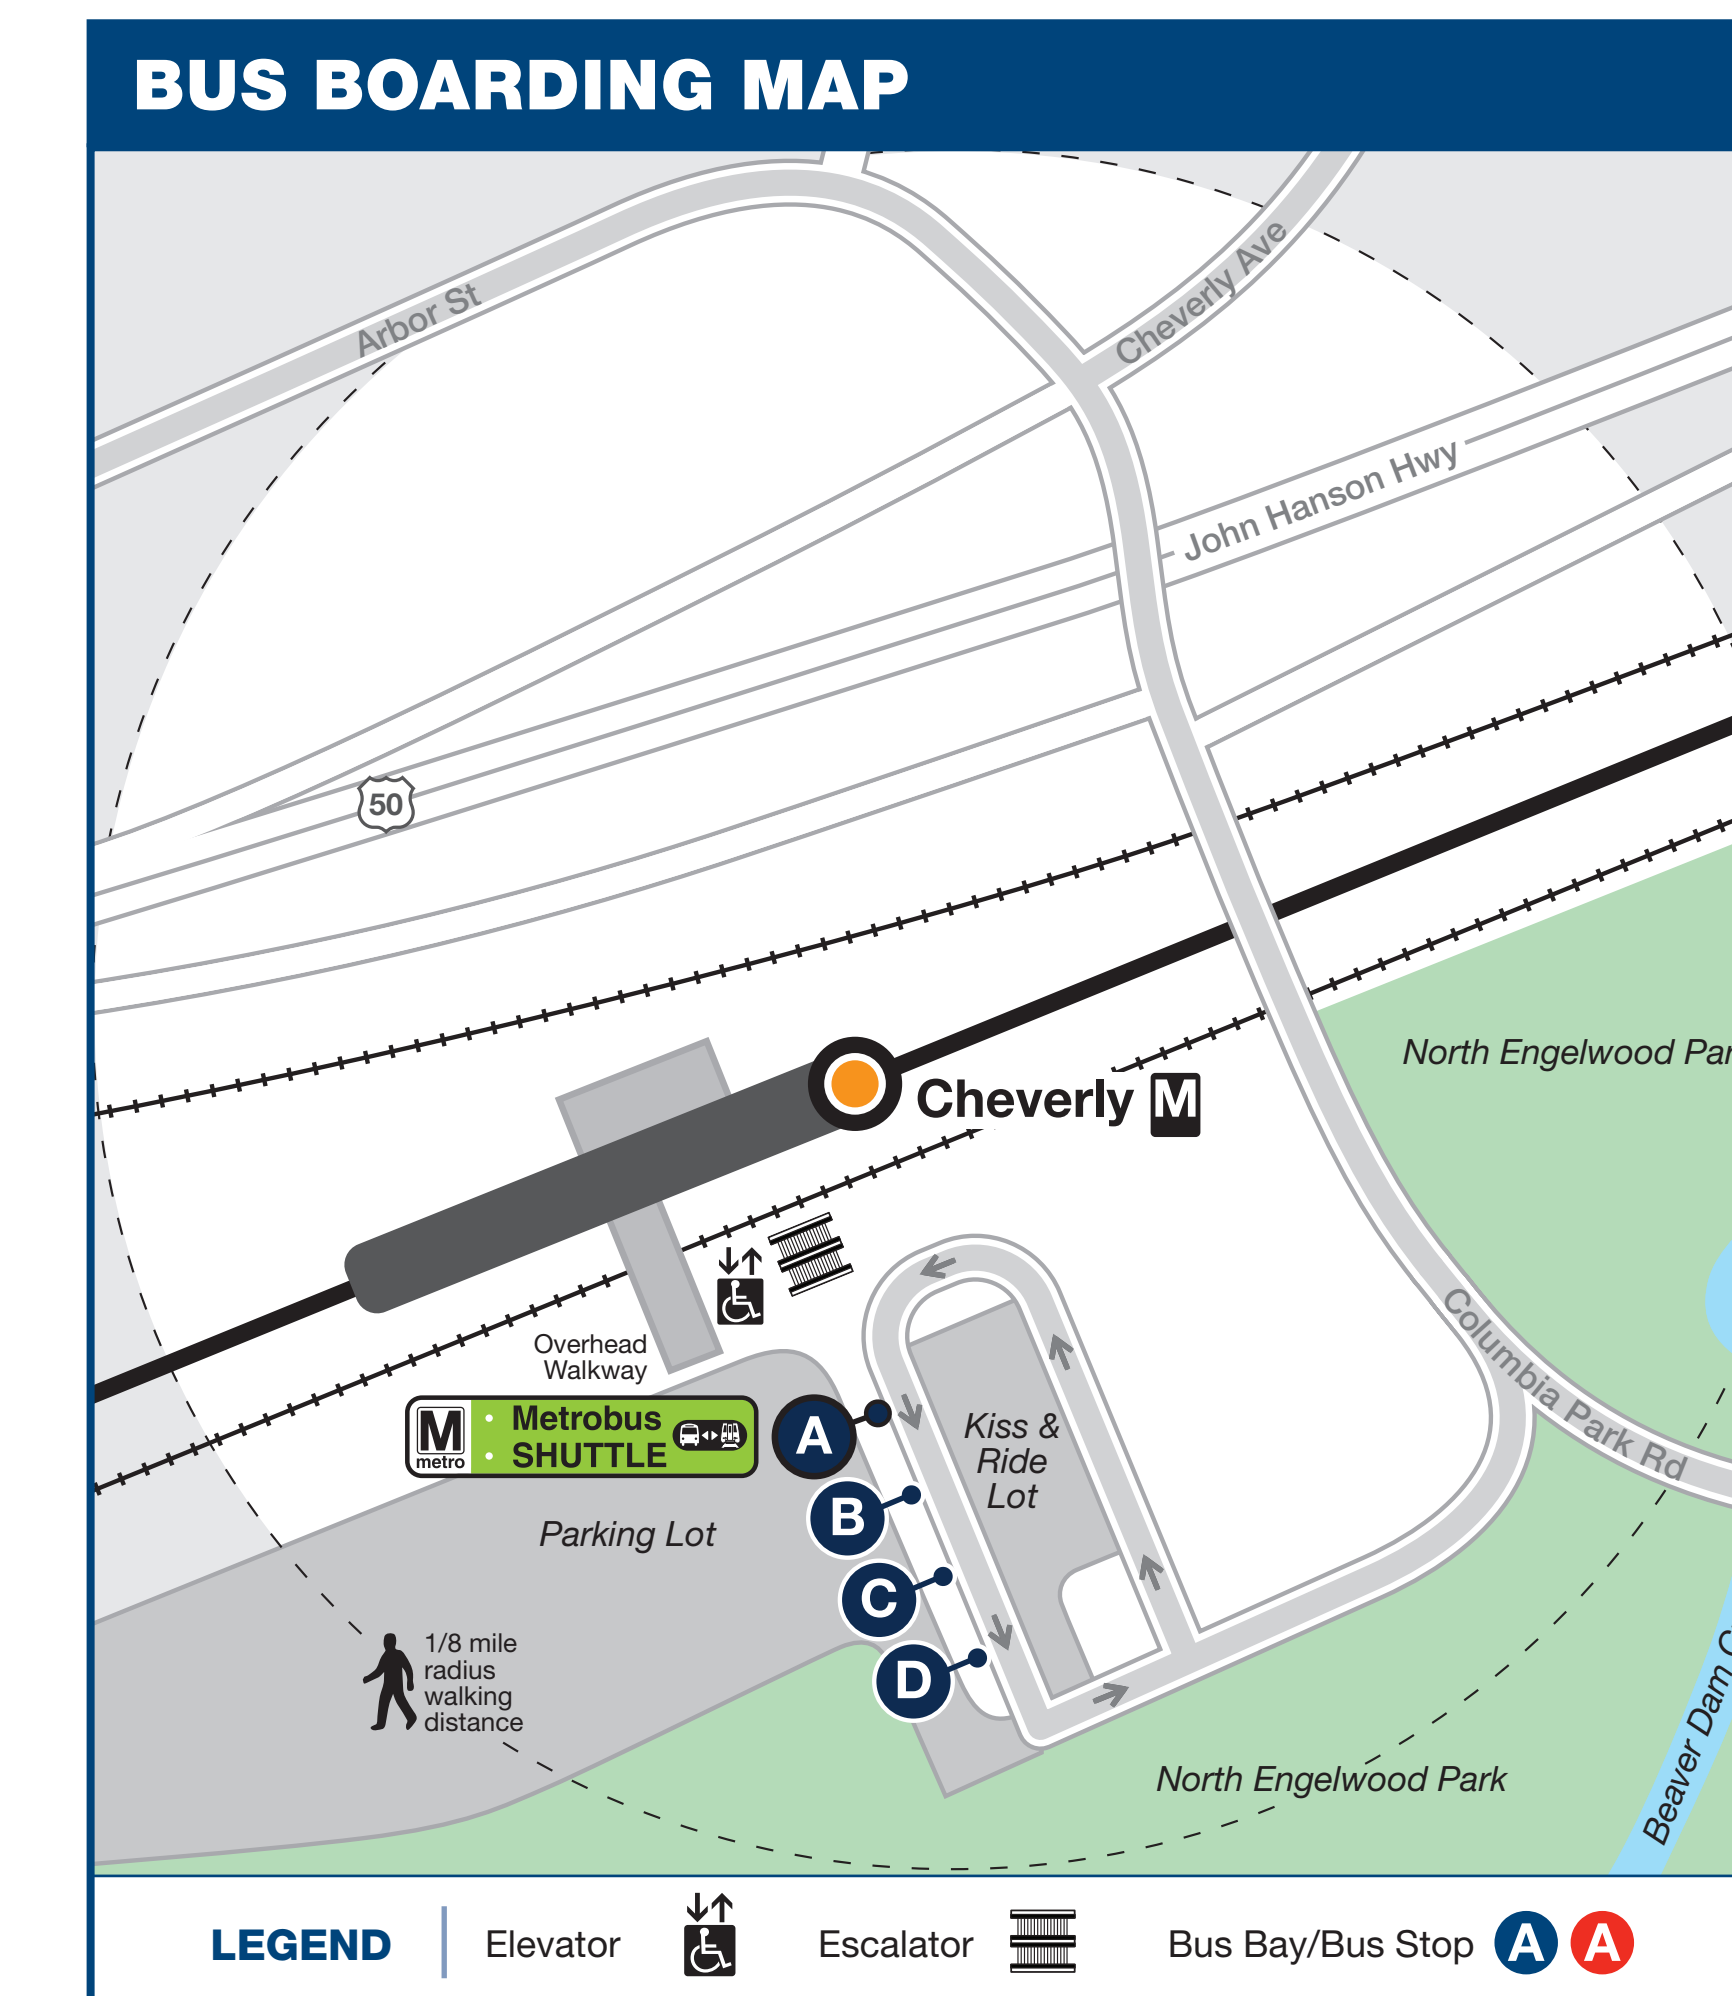 BUS BOARDING MAP
Arbor St
Cheverly Ave
John Hanson Hwy
50
North Engelwood Par
Cheverly M
Overhead
Walkway
Columbia Park Rd
M
metro
• Metrobus
• SHUTTLE
A
Kiss &
Ride
Lot
B
Parking Lot
C
1/8 mile
radius
walking
distance
D
North Engelwood Park
Beaver Dam C
LEGEND
Elevator
Escalator
Bus Bay/Bus Stop A A